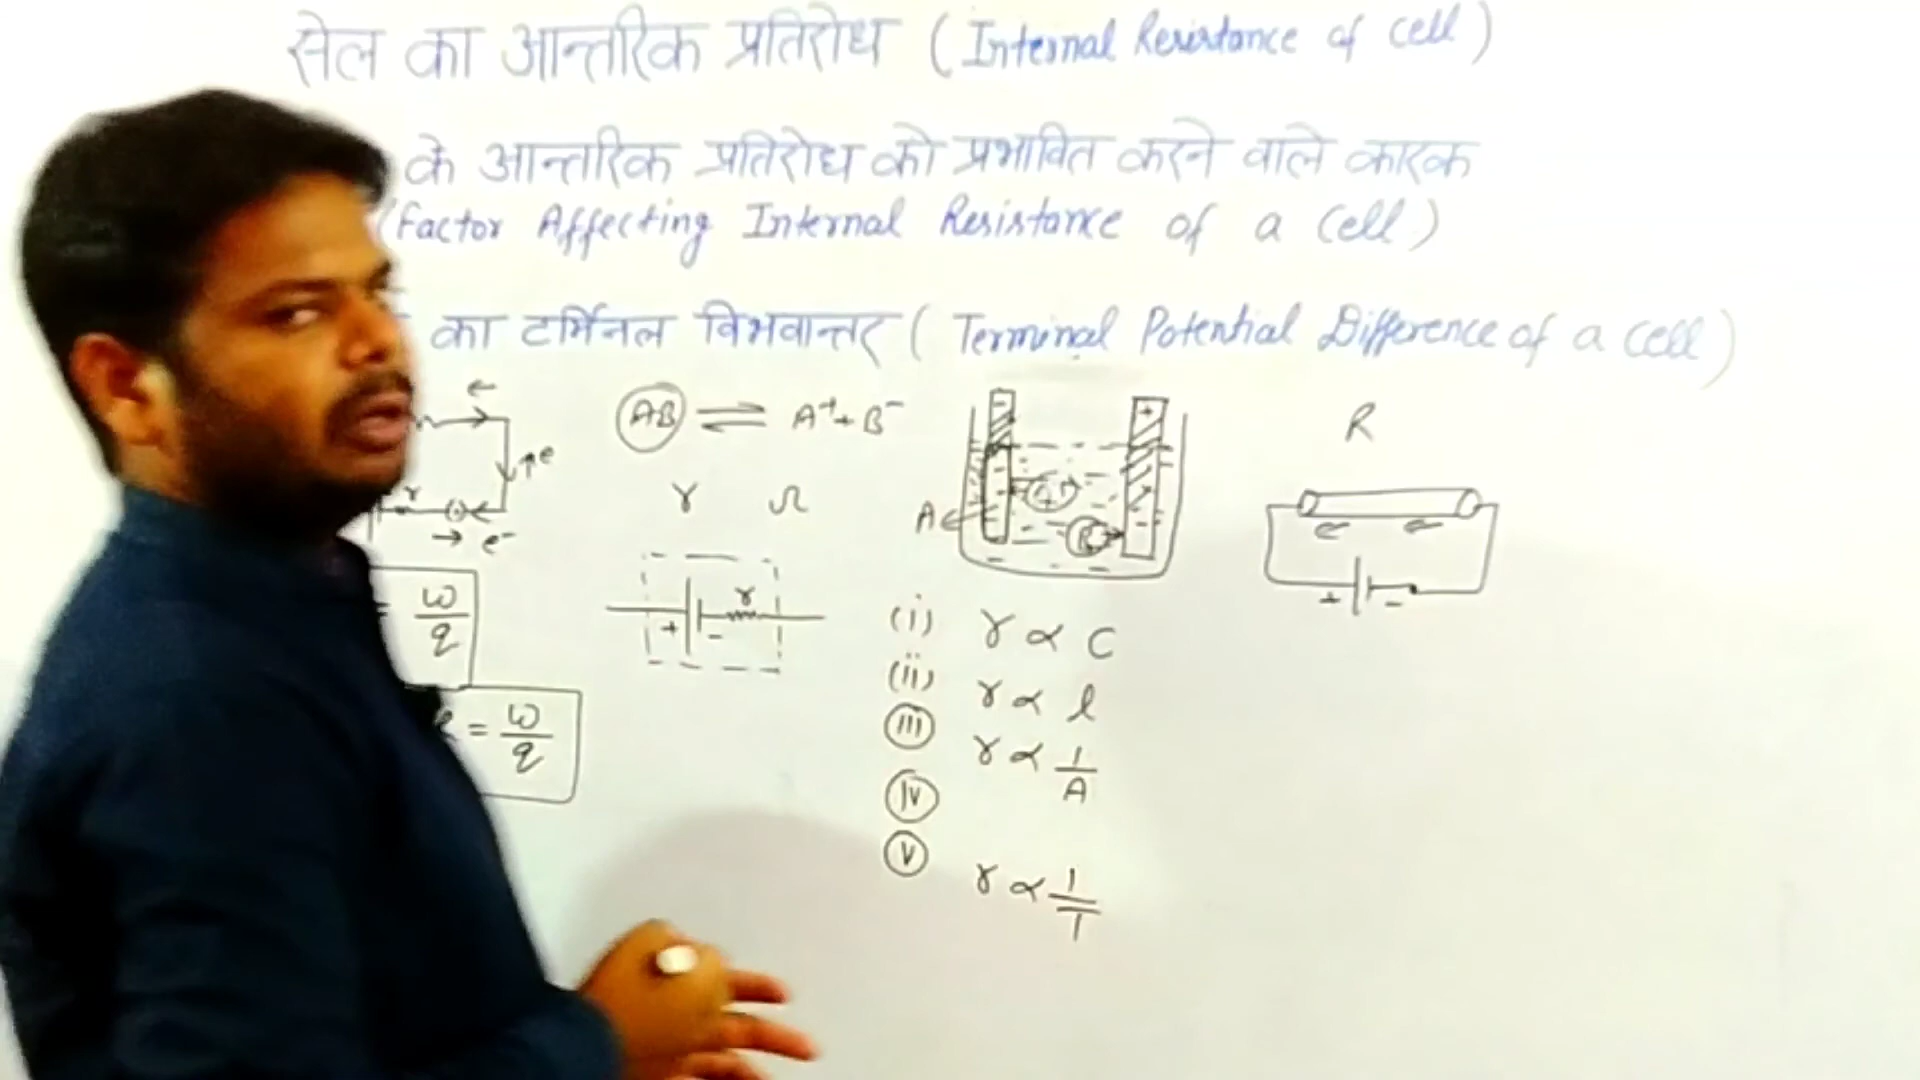 सेल का आन्तरिक प्रतिरोध ( Internal Resistance of cell )
के आन्तरिक प्रतिरोध को प्रभावित करने वाले कारक
(Factor Affecting Internal Resistance of a Cell)
का टर्मिनल विभवान्तर ( Terminal Potential Difference of a cell )
e
AB ⇌ A⁺ + B⁻
- +
R
↑e
r
r Ω
A
→ e⁻
= w/q
r
+ -
+ -
(i) r ∝ C
(ii) r ∝ l
(iii) r ∝ 1/A
= w/q
(iv)
(v) r ∝ 1/T